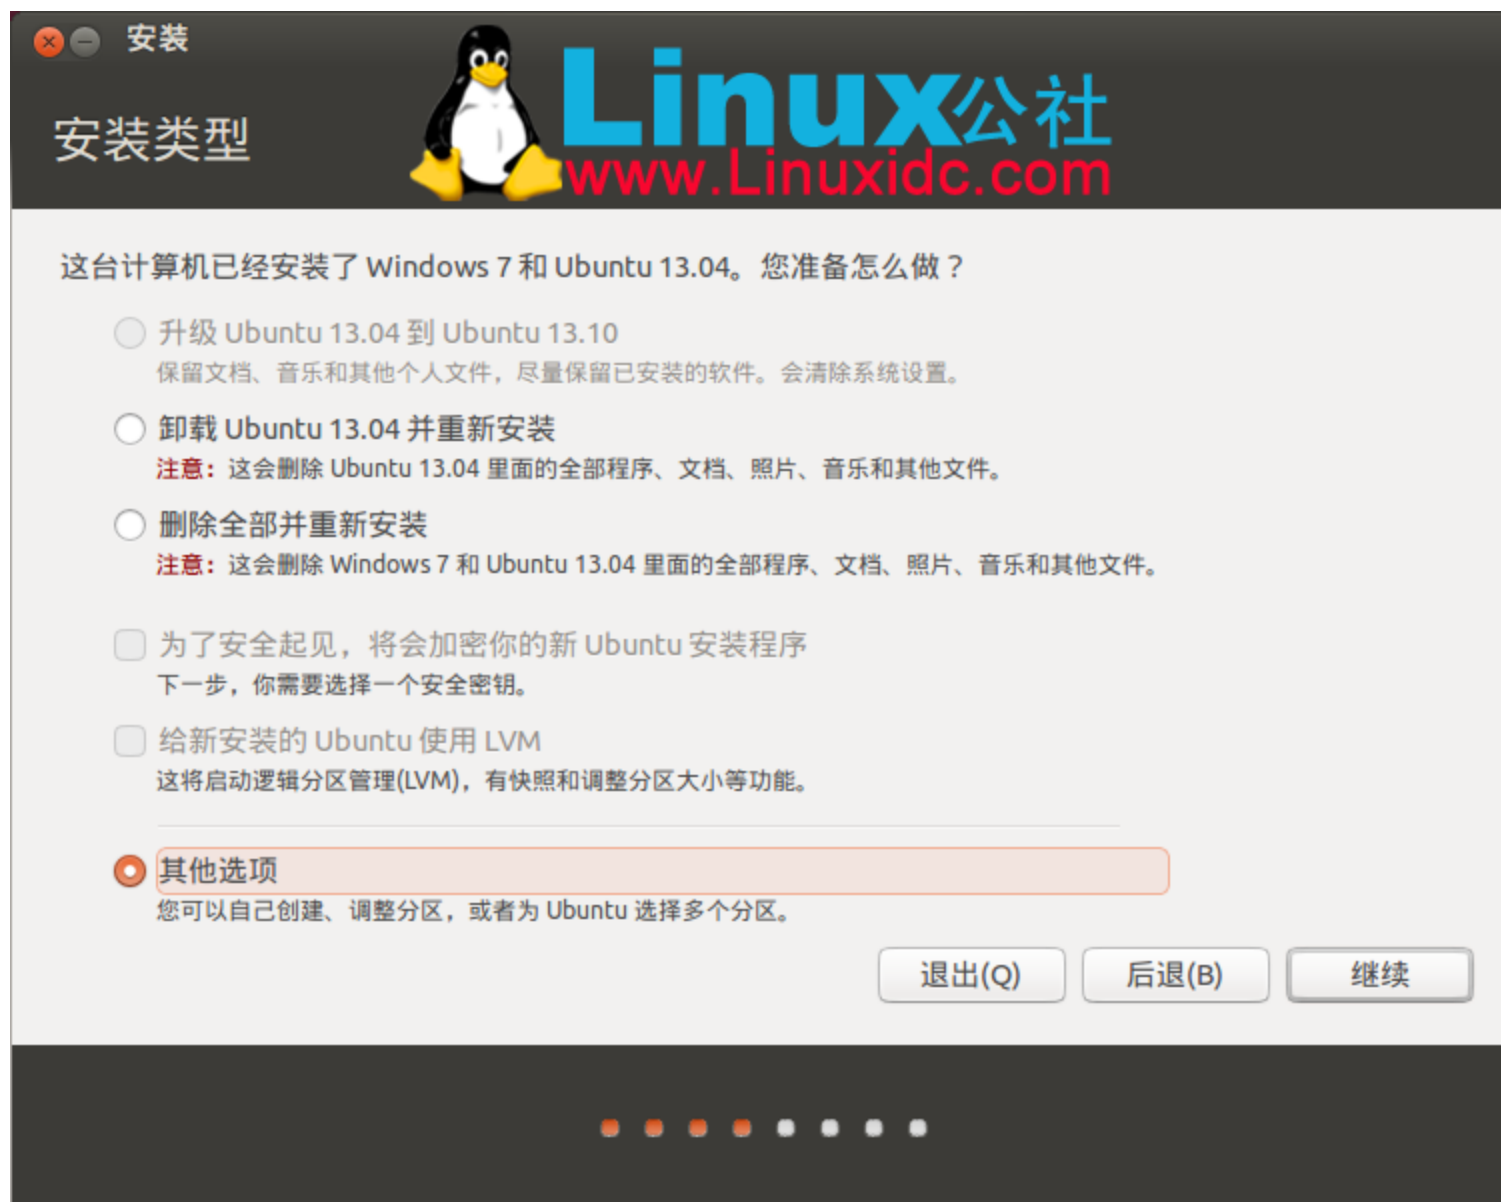 安装
安装类型
Linux公社
www.Linuxidc.com
这台计算机已经安装了 Windows 7 和 Ubuntu 13.04。您准备怎么做？
升级 Ubuntu 13.04 到 Ubuntu 13.10
保留文档、音乐和其他个人文件，尽量保留已安装的软件。会清除系统设置。
卸载 Ubuntu 13.04 并重新安装
注意：这会删除 Ubuntu 13.04 里面的全部程序、文档、照片、音乐和其他文件。
删除全部并重新安装
注意：这会删除 Windows 7 和 Ubuntu 13.04 里面的全部程序、文档、照片、音乐和其他文件。
为了安全起见，将会加密你的新 Ubuntu 安装程序
下一步，你需要选择一个安全密钥。
给新安装的 Ubuntu 使用 LVM
这将启动逻辑分区管理(LVM)，有快照和调整分区大小等功能。
其他选项
您可以自己创建、调整分区，或者为 Ubuntu 选择多个分区。
退出(Q) 后退(B) 继续